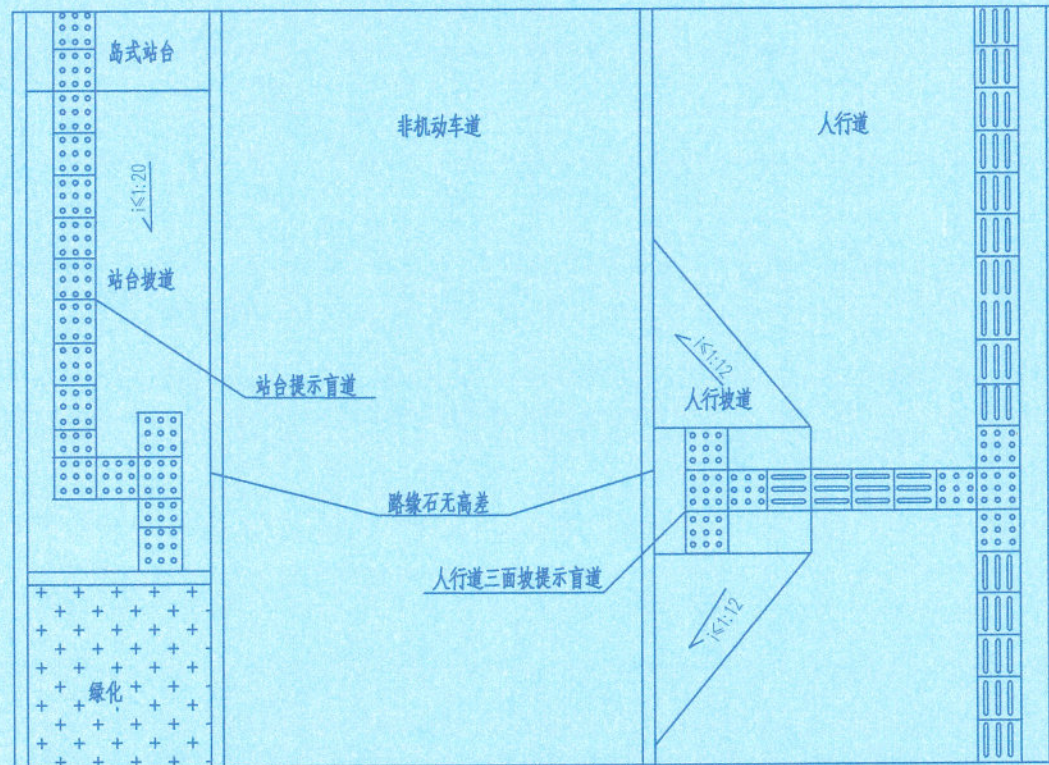 岛式站台
非机动车道
人行道
i≤1:20
站台坡道
i≤1:12
站台提示盲道
人行坡道
路缘石无高差
人行道三面坡提示盲道
i≤1:12
绿化